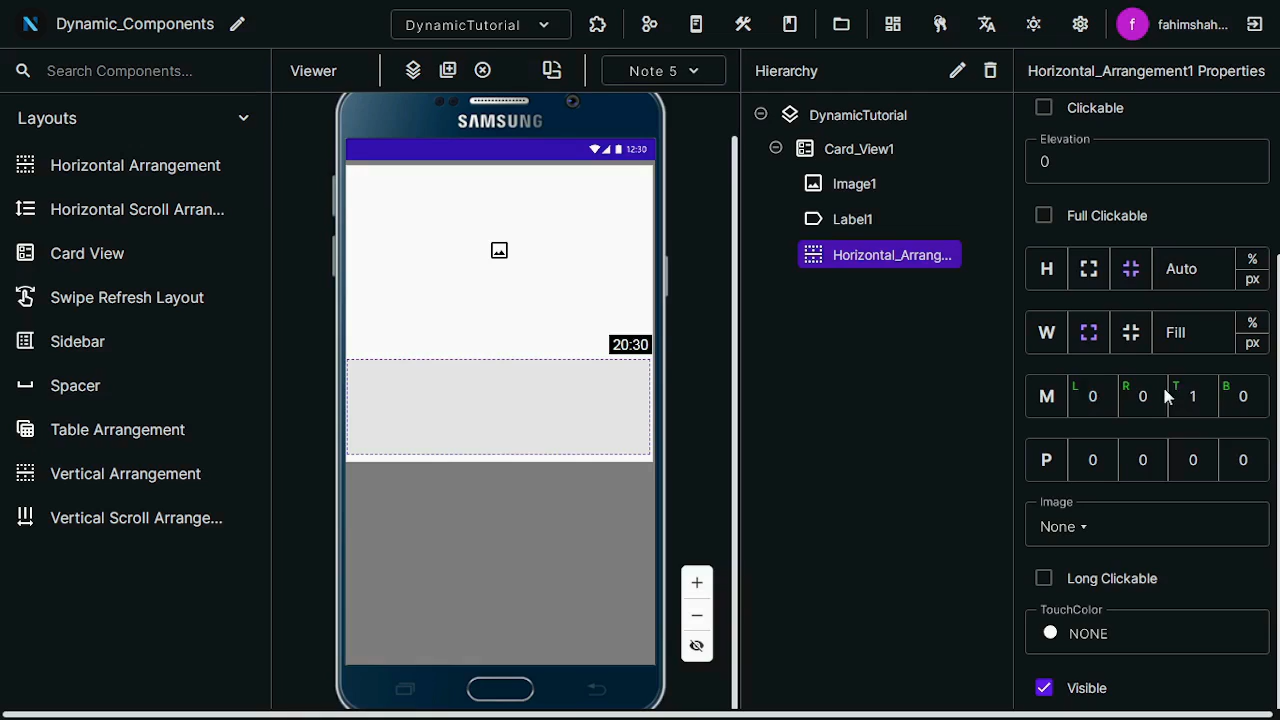 Dynamic_Components
DynamicTutorial
f
fahimshah...
Search Components...
Viewer
Note 5
Hierarchy
Horizontal_Arrangement1 Properties
Layouts
Horizontal Arrangement
Horizontal Scroll Arran...
Card View
Swipe Refresh Layout
Sidebar
Spacer
Table Arrangement
Vertical Arrangement
Vertical Scroll Arrange...
SAMSUNG
12:30
20:30
DynamicTutorial
Card_View1
Image1
Label1
Horizontal_Arrang...
Clickable
Elevation
0
Full Clickable
H Auto % px
W Fill % px
M L 0 R 0 T 1 B 0
P 0 0 0 0
Image
None
Long Clickable
TouchColor
NONE
Visible